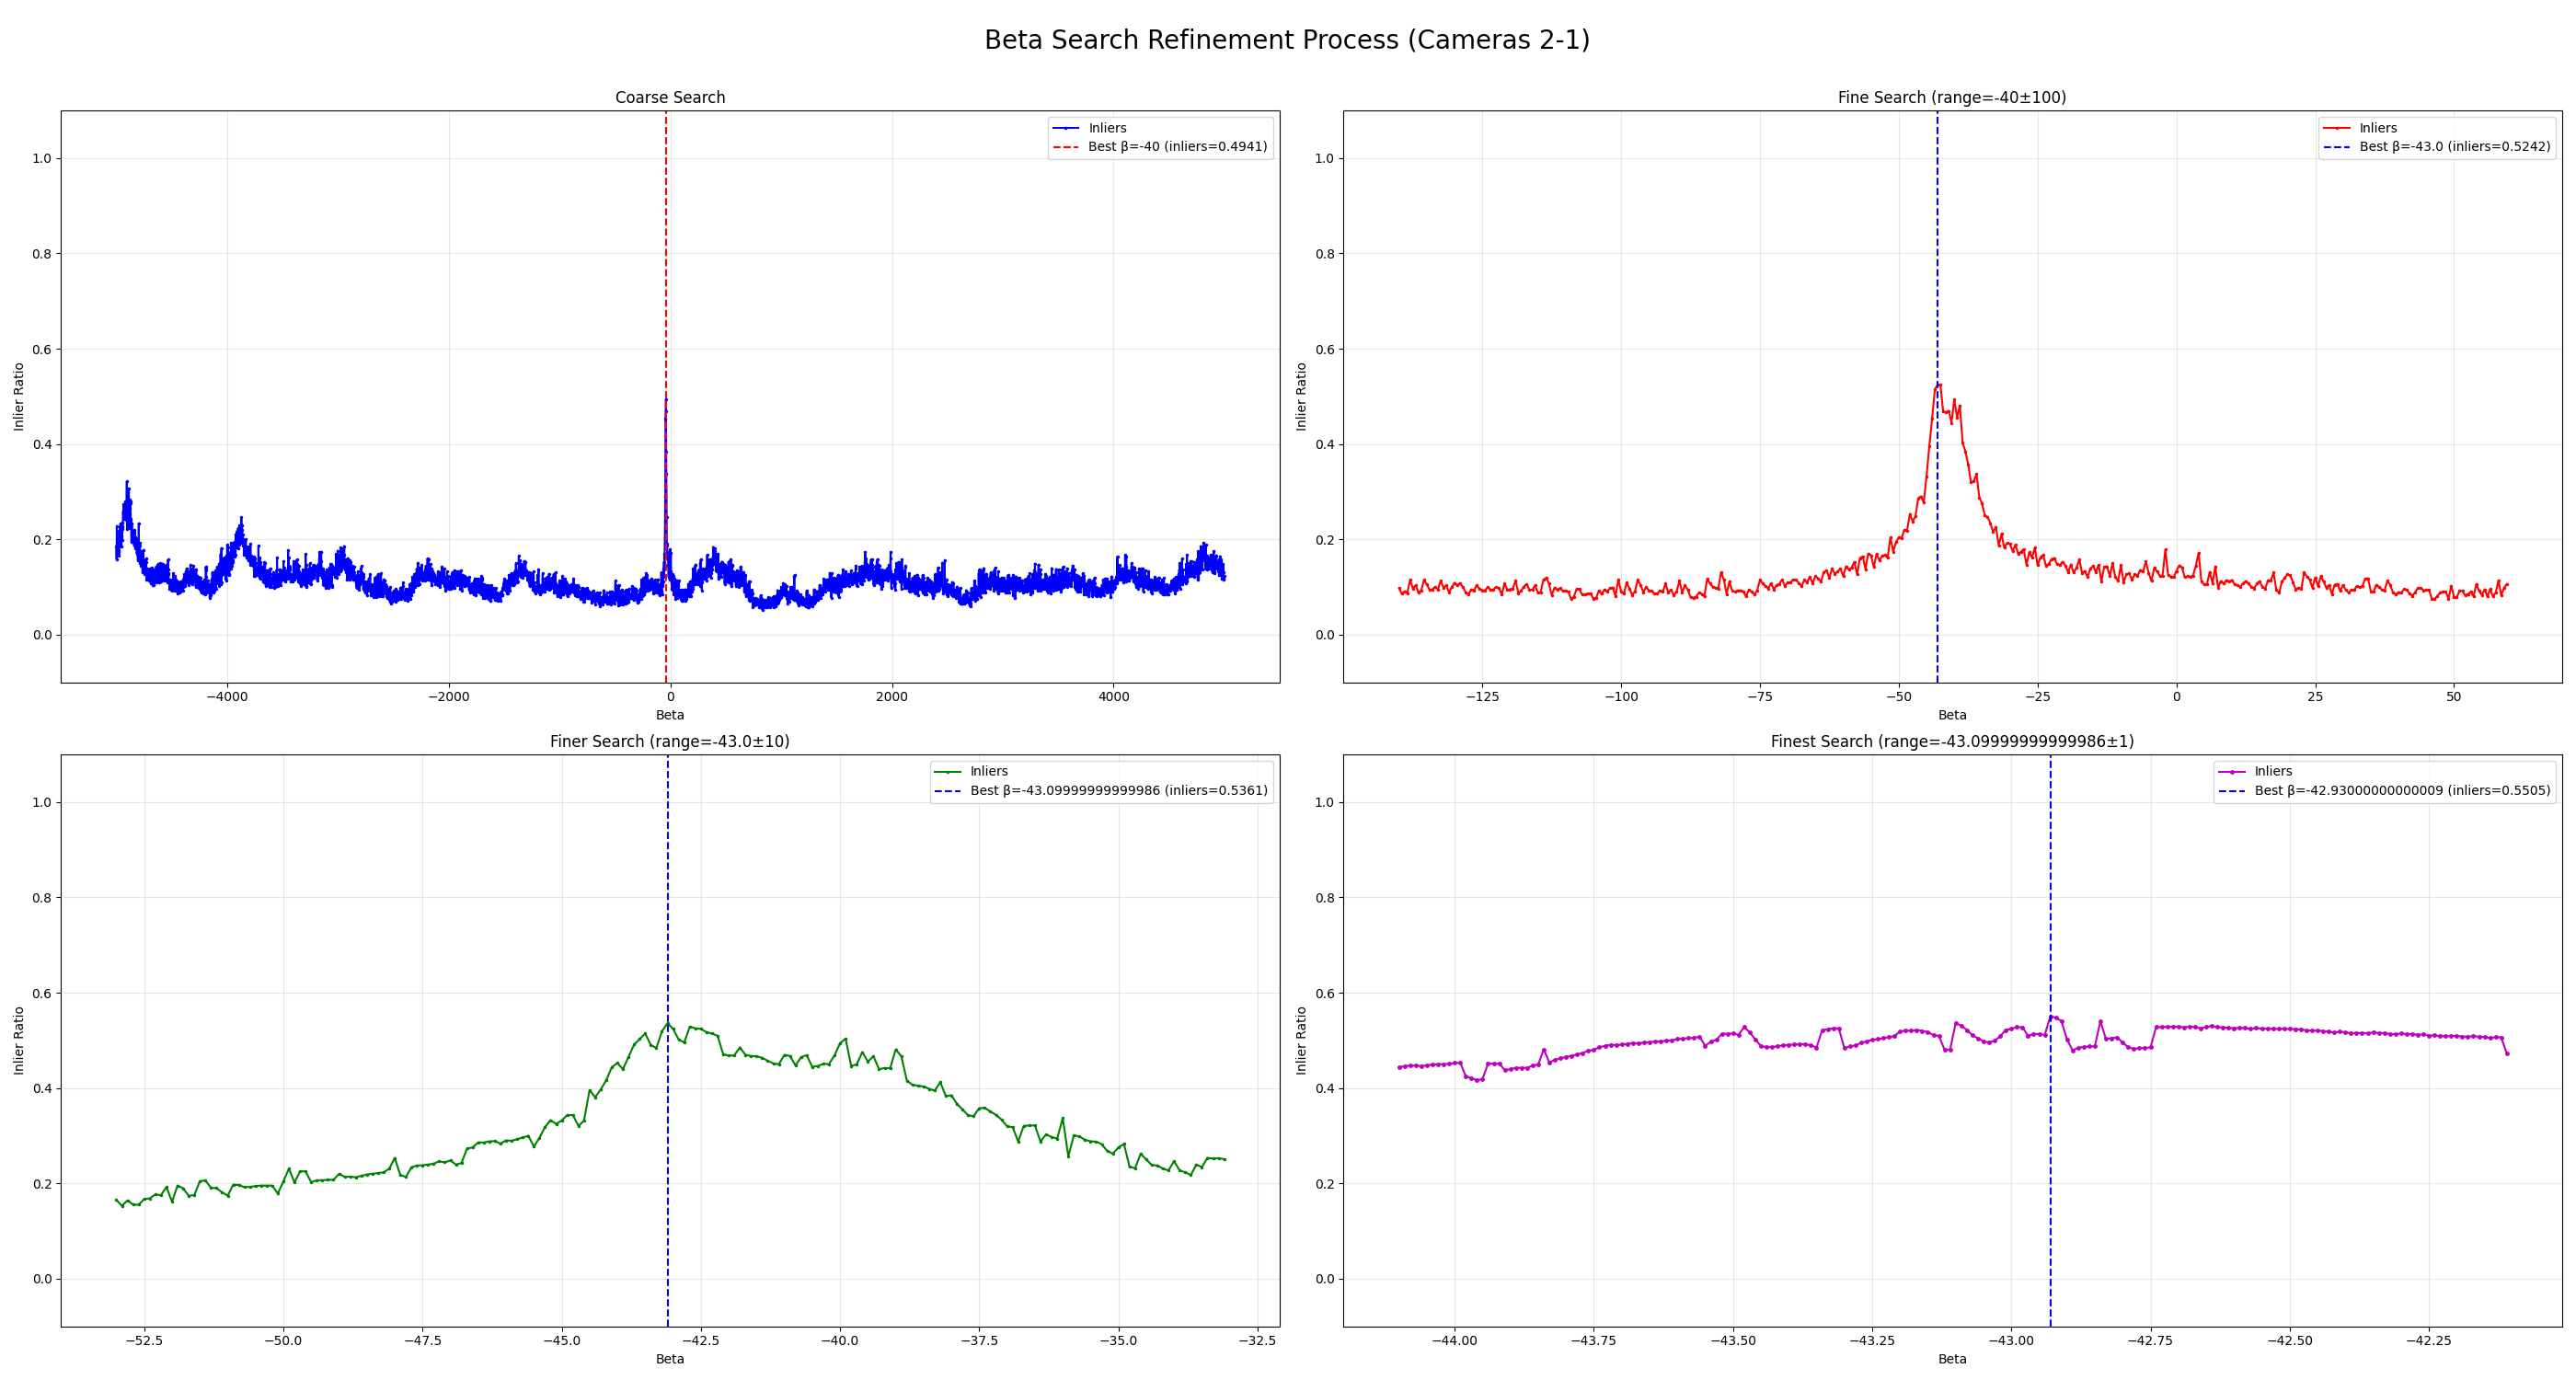 Beta Search Refinement Process (Cameras 2-1)
Coarse Search
Inliers
Best β=-40 (inliers=0.4941)
1.0
0.8
0.6
0.4
0.2
0.0
Inlier Ratio
−4000 −2000 0 2000 4000
Beta
Fine Search (range=-40±100)
Inliers
Best β=-43.0 (inliers=0.5242)
1.0
0.8
0.6
0.4
0.2
0.0
Inlier Ratio
−125 −100 −75 −50 −25 0 25 50
Beta
Finer Search (range=-43.0±10)
Inliers
Best β=-43.09999999999986 (inliers=0.5361)
1.0
0.8
0.6
0.4
0.2
0.0
Inlier Ratio
−52.5 −50.0 −47.5 −45.0 −42.5 −40.0 −37.5 −35.0 −32.5
Beta
Finest Search (range=-43.09999999999986±1)
Inliers
Best β=-42.93000000000009 (inliers=0.5505)
1.0
0.8
0.6
0.4
0.2
0.0
Inlier Ratio
−44.00 −43.75 −43.50 −43.25 −43.00 −42.75 −42.50 −42.25
Beta